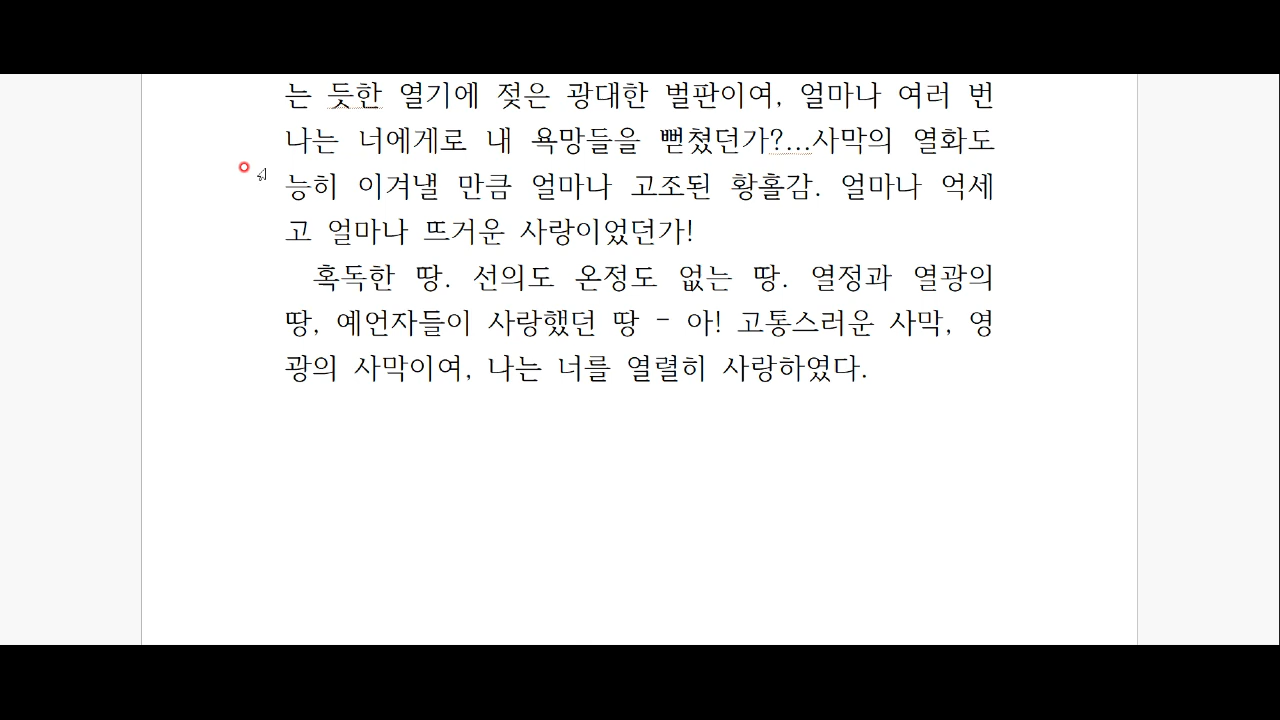 는 듯한 열기에 젖은 광대한 벌판이여, 얼마나 여러 번
나는 너에게로 내 욕망들을 뻗쳤던가?...사막의 열화도
능히 이겨낼 만큼 얼마나 고조된 황홀감. 얼마나 억세
고 얼마나 뜨거운 사랑이었던가!
혹독한 땅. 선의도 온정도 없는 땅. 열정과 열광의
땅, 예언자들이 사랑했던 땅 - 아! 고통스러운 사막, 영
광의 사막이여, 나는 너를 열렬히 사랑하였다.